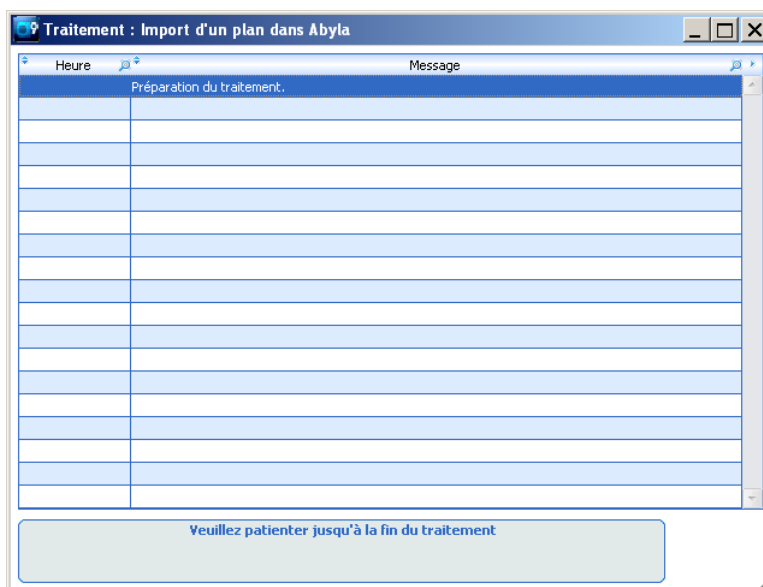 Traitement : Import d'un plan dans Abyla
Heure Message
Préparation du traitement.
Veuillez patienter jusqu'à la fin du traitement